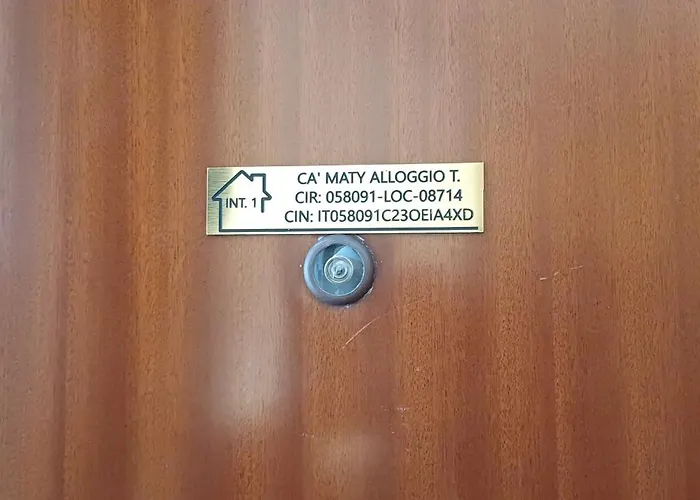 INT. 1
CA' MATY ALLOGGIO T.
CIR: 058091-LOC-08714
CIN: IT058091C23OEiA4XD